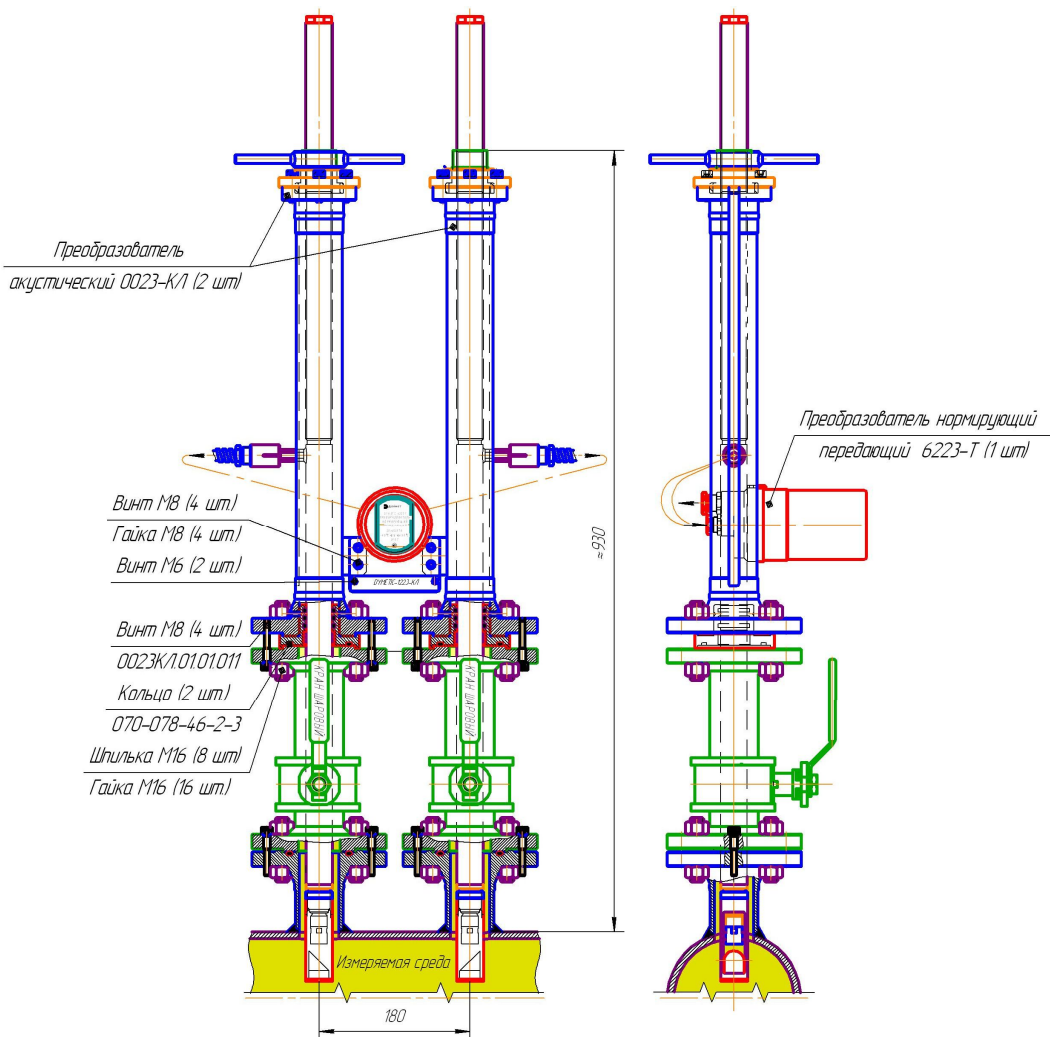 Преобразователь
акустический 0023-КЛ (2 шт)
≈930
Преобразователь нормирующий
передающий 6223-Т (1 шт)
Винт М8 (4 шт.)
Гайка М8 (4 шт.)
Винт М6 (2 шт.)
DYMETIC-1223-КЛ
Винт М8 (4 шт.)
0023КЛ.01.01.011
Кольцо (2 шт.)
070-078-46-2-3
Шпилька М16 (8 шт)
Гайка М16 (16 шт.)
КРАН ШАРОВЫЙ
КРАН ШАРОВЫЙ
Измеряемая среда
180